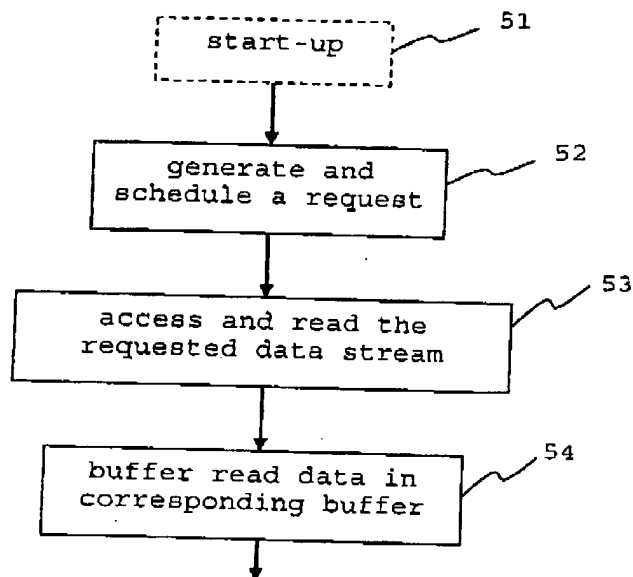 51
start-up
52
generate and
schedule a request
53
access and read the
requested data stream
54
buffer read data in
corresponding buffer